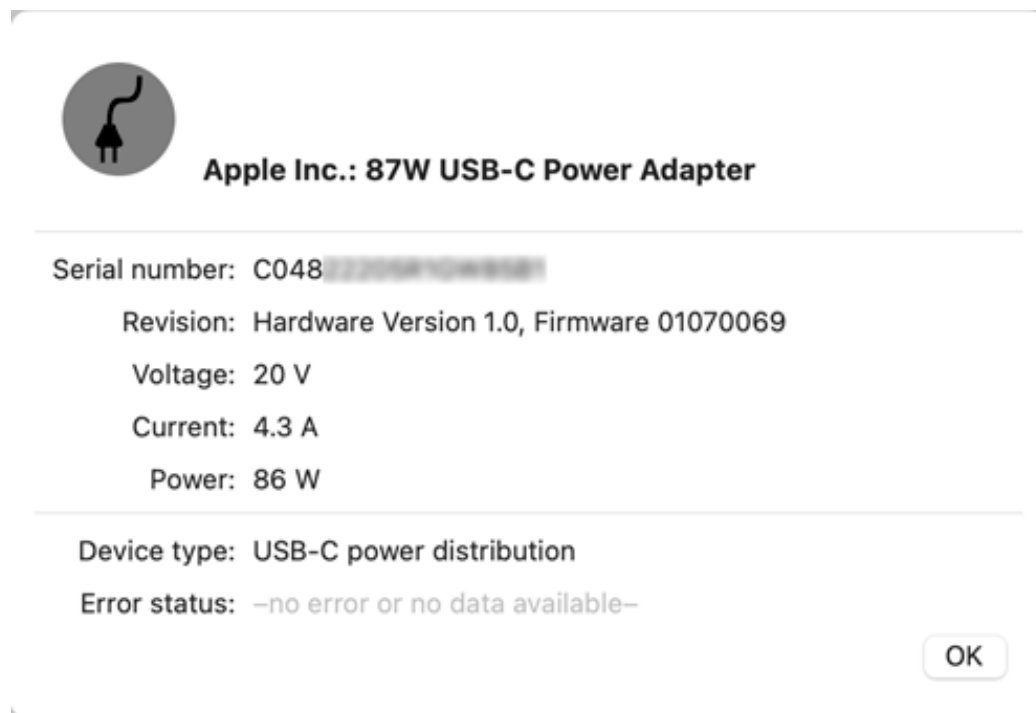 Apple Inc.: 87W USB-C Power Adapter
Serial number: C048
Revision: Hardware Version 1.0, Firmware 01070069
Voltage: 20 V
Current: 4.3 A
Power: 86 W
Device type: USB-C power distribution
Error status: –no error or no data available–
OK